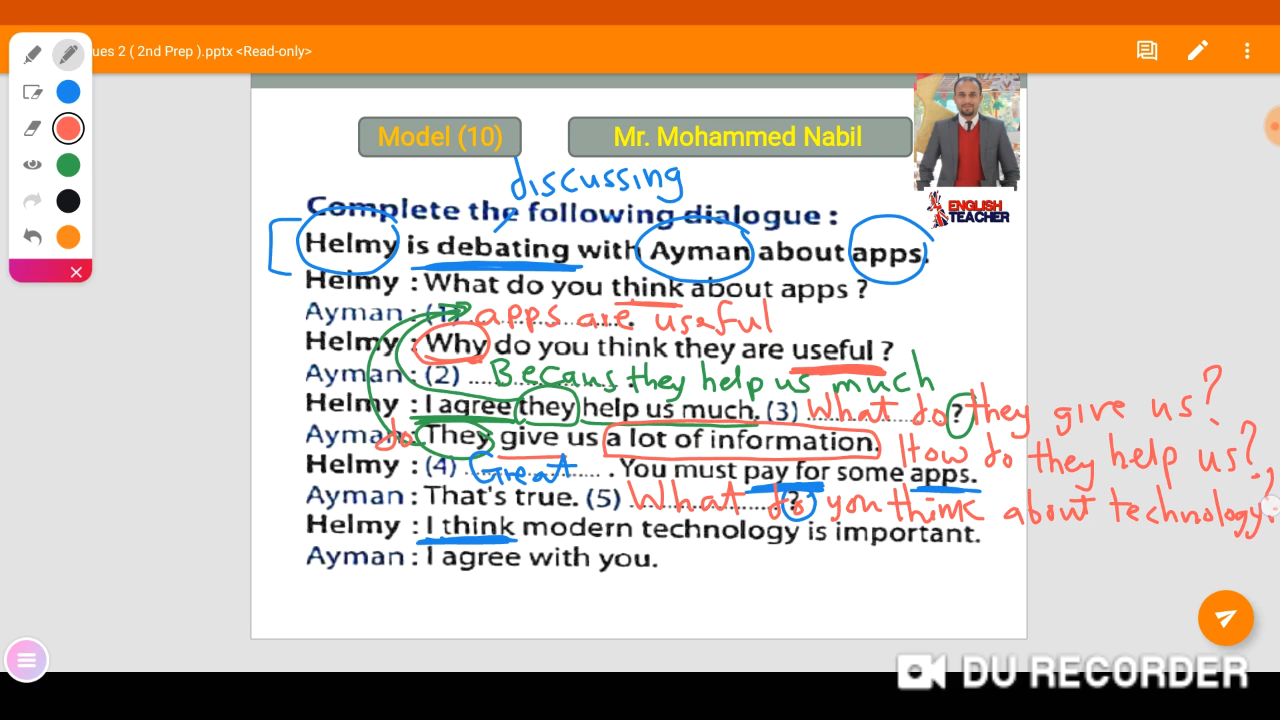 ues 2 ( 2nd Prep ).pptx <Read-only>
Model (10)
Mr. Mohammed Nabil
discussing
ENGLISH
TEACHER
Complete the following dialogue :
Helmy is debating with Ayman about apps.
Helmy : What do you think about apps ?
Ayman : (1) apps are useful .
Helmy : Why do you think they are useful ?
Ayman : (2) Becaus they help us much
Helmy : I agree they help us much. (3) What do ? they give us?
do
Ayman : They give us a lot of information. How do they help us?
Helmy : (4) Great . You must pay for some apps.
Ayman : That's true. (5) What do ? you think about technology?
Helmy : I think modern technology is important.
Ayman : I agree with you.
DU RECORDER